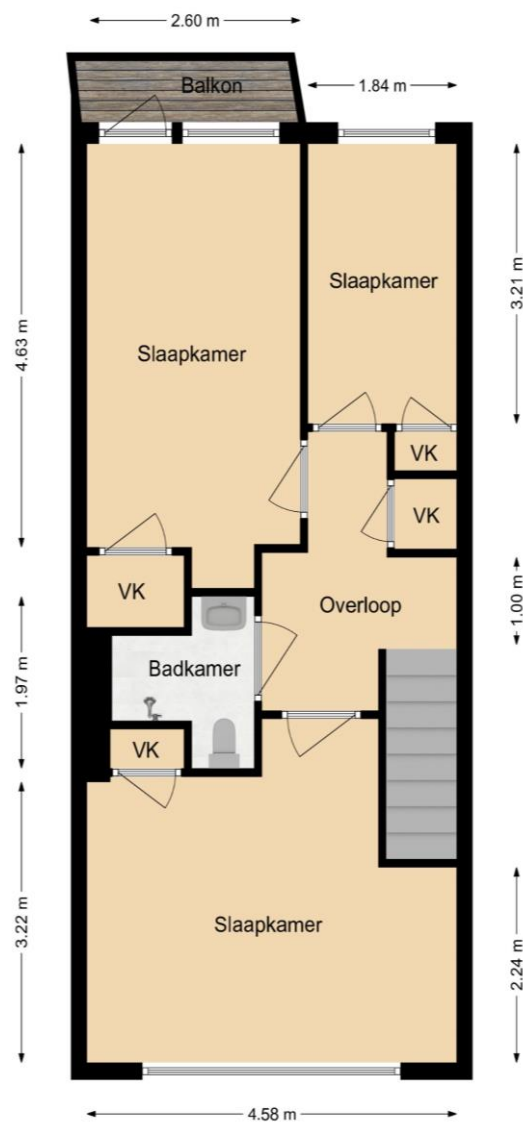 2.60 m
Balkon
1.84 m
Slaapkamer
3.21 m
4.63 m
Slaapkamer
VK
VK
VK
Overloop
1.00 m
1.97 m
Badkamer
VK
3.22 m
Slaapkamer
2.24 m
4.58 m